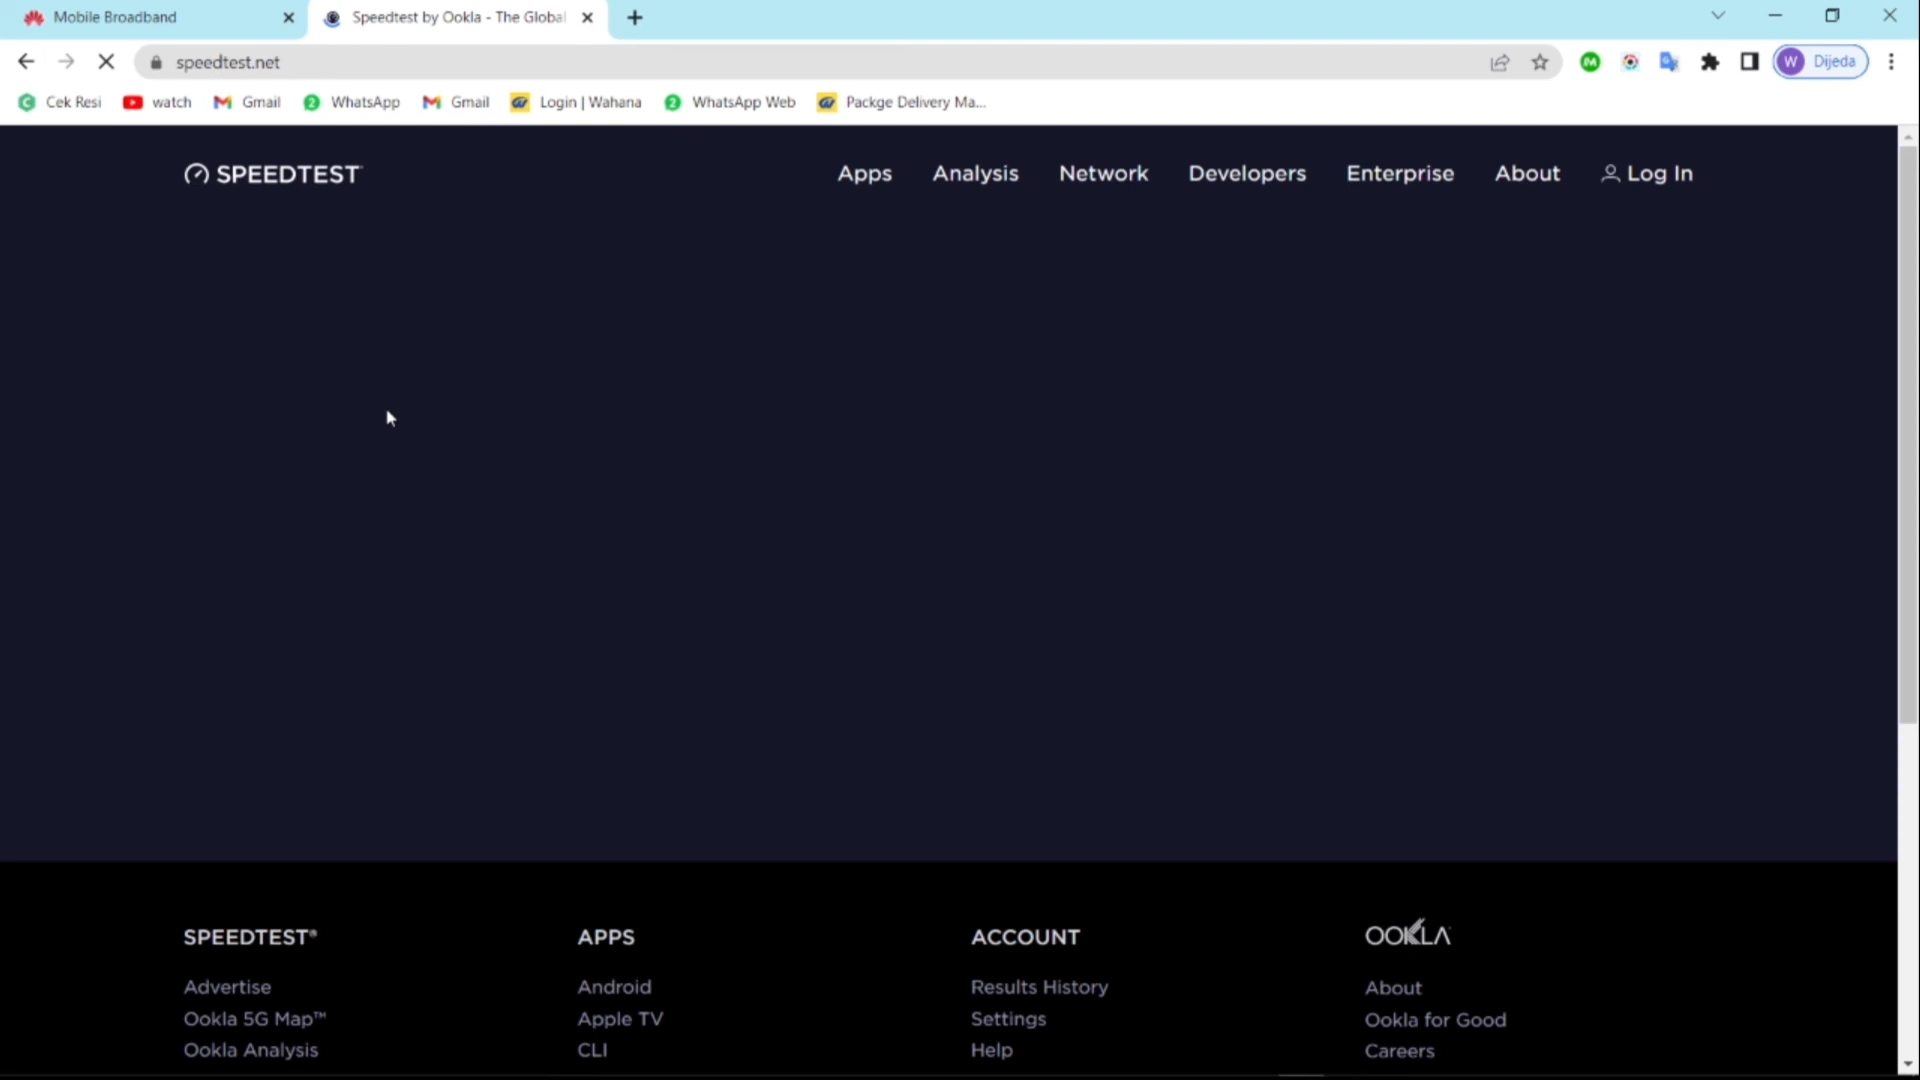 Mobile Broadband
Speedtest by Ookla - The Global
speedtest.net
W Dijeda
Cek Resi watch Gmail WhatsApp Gmail Login | Wahana WhatsApp Web Packge Delivery Ma...
SPEEDTEST Apps Analysis Network Developers Enterprise About Log In
SPEEDTEST®
Advertise
Ookla 5G Map™
Ookla Analysis
APPS
Android
Apple TV
CLI
ACCOUNT
Results History
Settings
Help
OOKLA
About
Ookla for Good
Careers